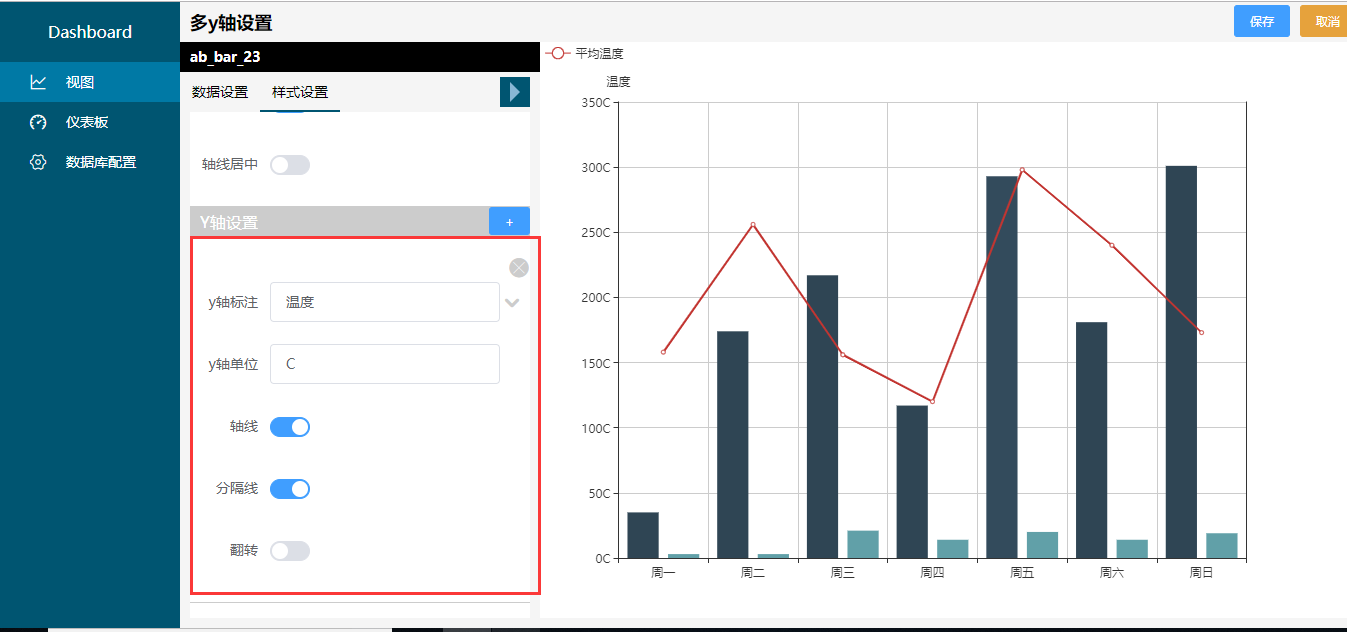 Dashboard
视图
仪表板
数据库配置
多y轴设置
保存
取消
ab_bar_23
数据设置
样式设置
轴线居中
Y轴设置
+
y轴标注
温度
y轴单位
C
轴线
分隔线
翻转
平均温度
温度
350C
300C
250C
200C
150C
100C
50C
0C
周一
周二
周三
周四
周五
周六
周日